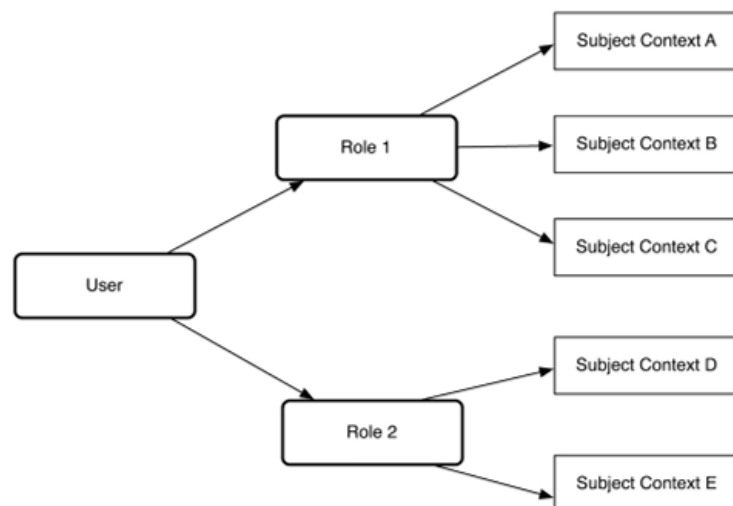 Subject Context A
Role 1
Subject Context B
Subject Context C
User
Subject Context D
Role 2
Subject Context E